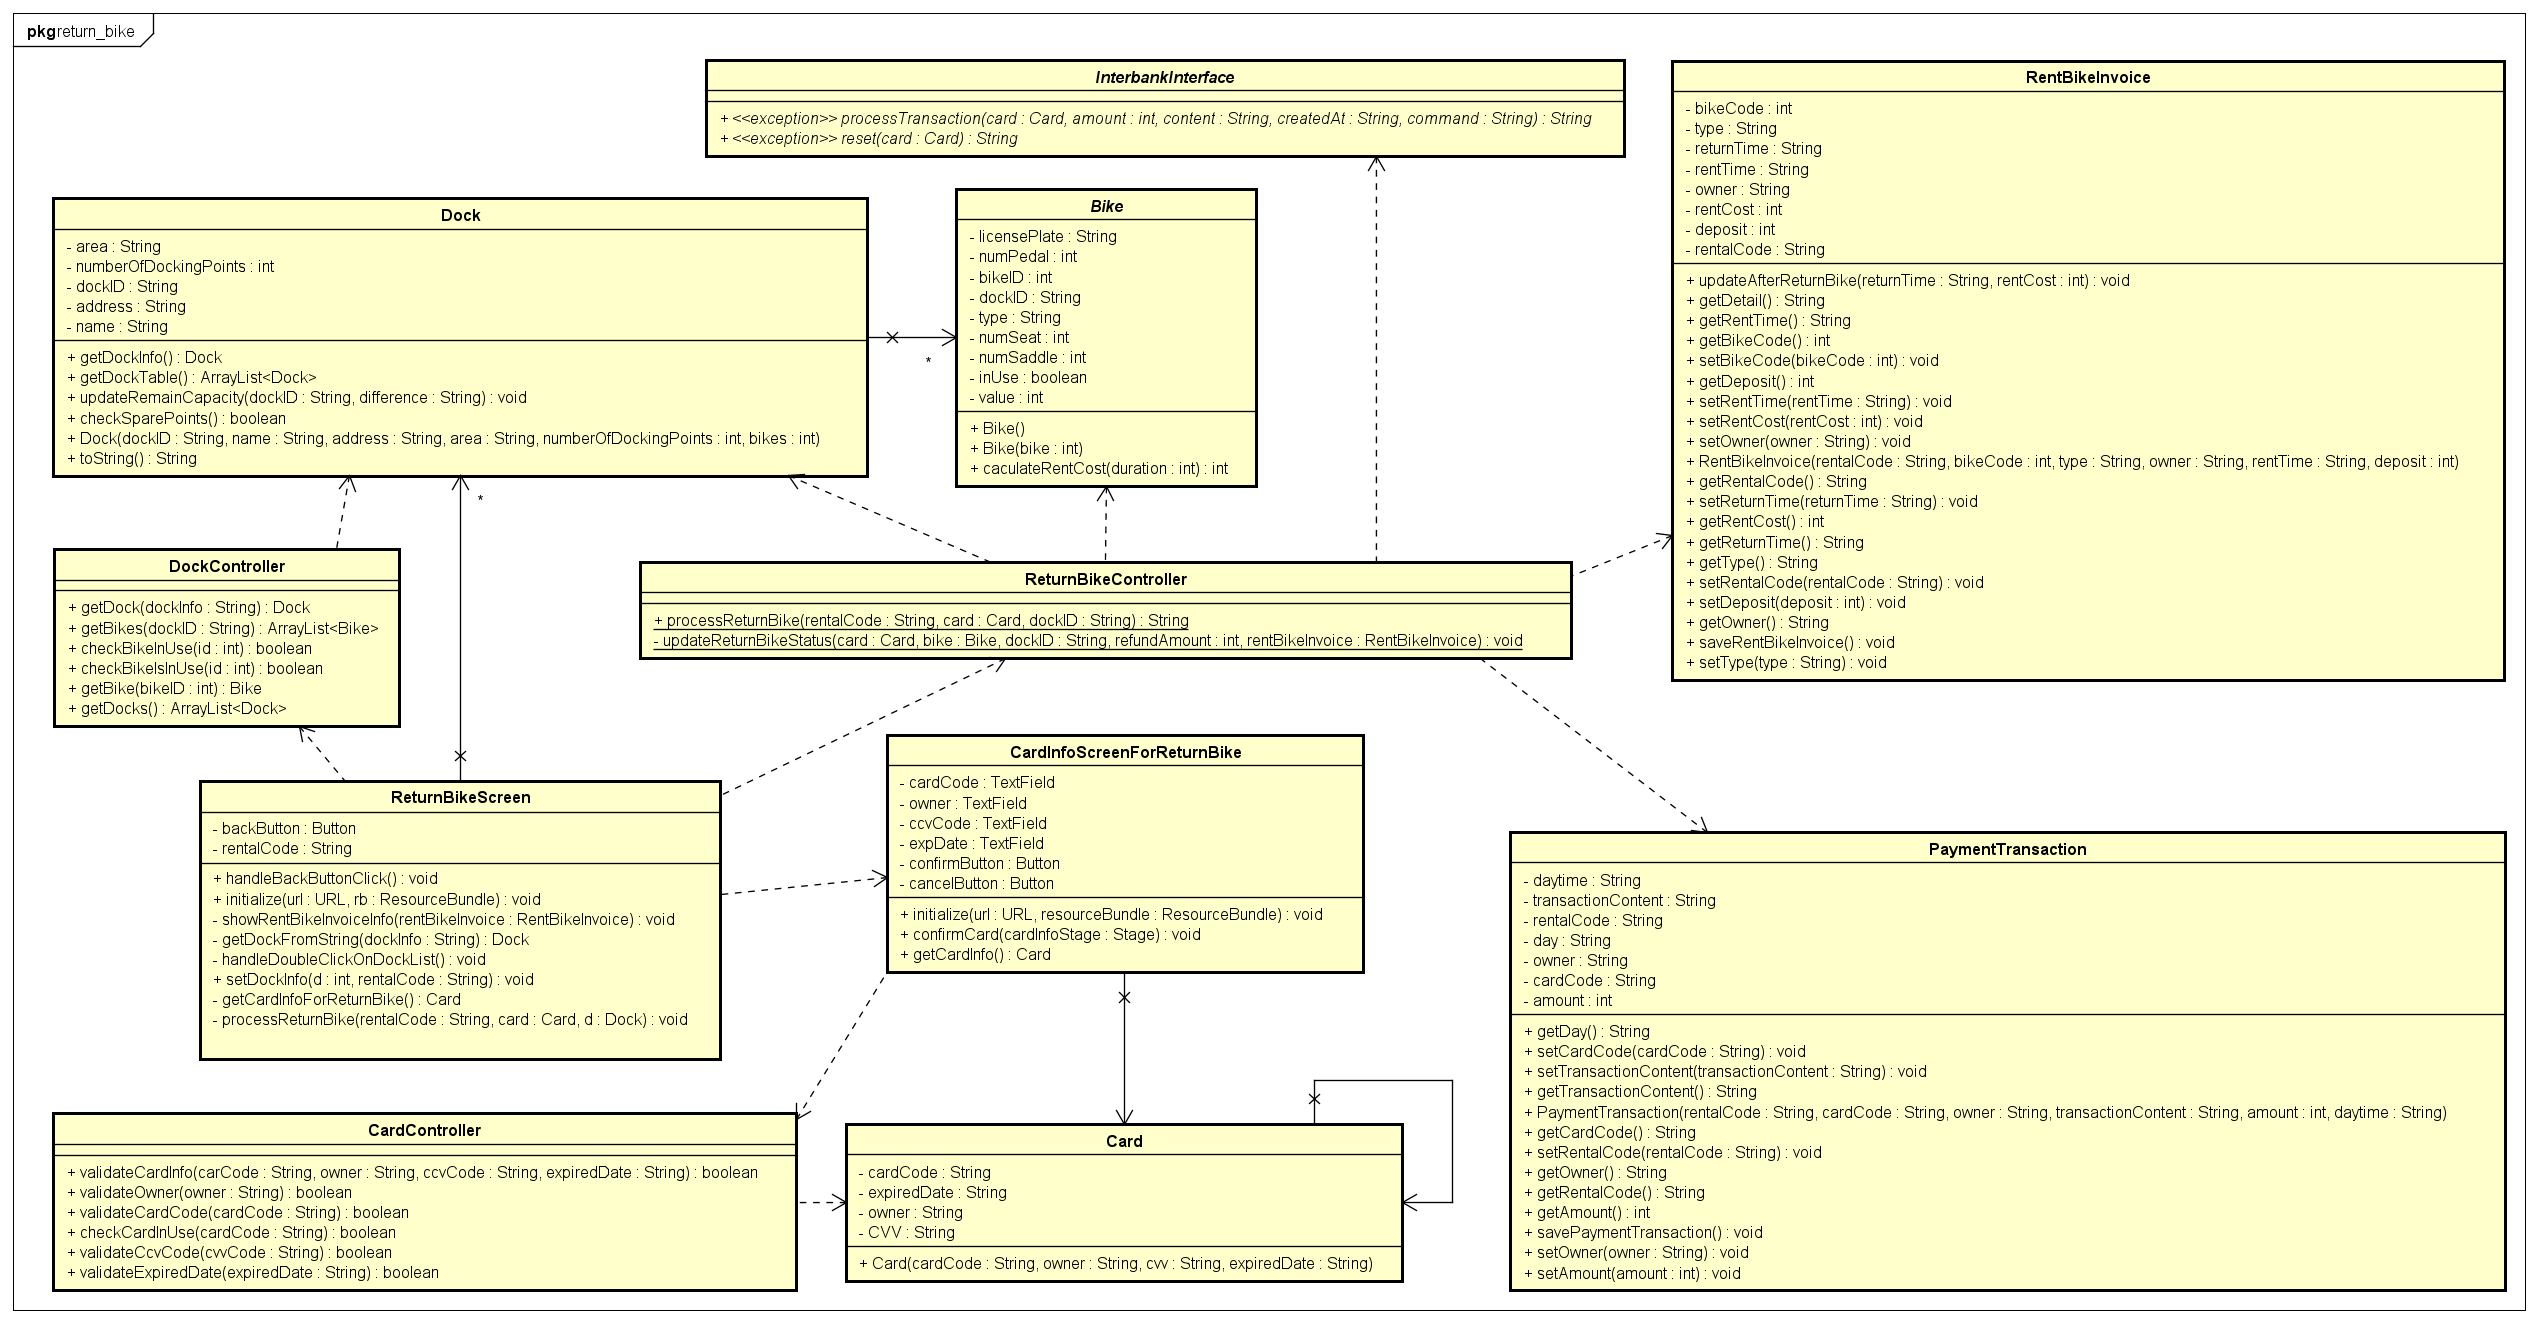 pkg return_bike
InterbankInterface
+ <<exception>> processTransaction(card : Card, amount : int, content : String, createdAt : String, command : String) : String
+ <<exception>> reset(card : Card) : String
RentBikeInvoice
- bikeCode : int
- type : String
- returnTime : String
- rentTime : String
- owner : String
- rentCost : int
- deposit : int
- rentalCode : String
+ updateAfterReturnBike(returnTime : String, rentCost : int) : void
+ getDetail() : String
+ getRentTime() : String
+ getBikeCode() : int
+ setBikeCode(bikeCode : int) : void
+ getDeposit() : int
+ setRentTime(rentTime : String) : void
+ setRentCost(rentCost : int) : void
+ setOwner(owner : String) : void
+ RentBikeInvoice(rentalCode : String, bikeCode : int, type : String, owner : String, rentTime : String, deposit : int)
+ getRentalCode() : String
+ setReturnTime(returnTime : String) : void
+ getRentCost() : int
+ getReturnTime() : String
+ getType() : String
+ setRentalCode(rentalCode : String) : void
+ setDeposit(deposit : int) : void
+ getOwner() : String
+ saveRentBikeInvoice() : void
+ setType(type : String) : void
Dock
- area : String
- numberOfDockingPoints : int
- dockID : String
- address : String
- name : String
+ getDockInfo() : Dock
+ getDockTable() : ArrayList<Dock>
+ updateRemainCapacity(dockID : String, difference : String) : void
+ checkSparePoints() : boolean
+ Dock(dockID : String, name : String, address : String, area : String, numberOfDockingPoints : int, bikes : int)
+ toString() : String
*
Bike
- licensePlate : String
- numPedal : int
- bikeID : int
- dockID : String
- type : String
- numSeat : int
- numSaddle : int
- inUse : boolean
- value : int
+ Bike()
+ Bike(bike : int)
+ caculateRentCost(duration : int) : int
*
DockController
+ getDock(dockInfo : String) : Dock
+ getBikes(dockID : String) : ArrayList<Bike>
+ checkBikeInUse(id : int) : boolean
+ checkBikeIsInUse(id : int) : boolean
+ getBike(bikeID : int) : Bike
+ getDocks() : ArrayList<Dock>
ReturnBikeController
+ processReturnBike(rentalCode : String, card : Card, dockID : String) : String
- updateReturnBikeStatus(card : Card, bike : Bike, dockID : String, refundAmount : int, rentBikeInvoice : RentBikeInvoice) : void
ReturnBikeScreen
- backButton : Button
- rentalCode : String
+ handleBackButtonClick() : void
+ initialize(url : URL, rb : ResourceBundle) : void
- showRentBikeInvoiceInfo(rentBikeInvoice : RentBikeInvoice) : void
- getDockFromString(dockInfo : String) : Dock
- handleDoubleClickOnDockList() : void
+ setDockInfo(d : int, rentalCode : String) : void
- getCardInfoForReturnBike() : Card
- processReturnBike(rentalCode : String, card : Card, d : Dock) : void
CardInfoScreenForReturnBike
- cardCode : TextField
- owner : TextField
- ccvCode : TextField
- expDate : TextField
- confirmButton : Button
- cancelButton : Button
+ initialize(url : URL, resourceBundle : ResourceBundle) : void
+ confirmCard(cardInfoStage : Stage) : void
+ getCardInfo() : Card
PaymentTransaction
- daytime : String
- transactionContent : String
- rentalCode : String
- day : String
- owner : String
- cardCode : String
- amount : int
+ getDay() : String
+ setCardCode(cardCode : String) : void
+ setTransactionContent(transactionContent : String) : void
+ getTransactionContent() : String
+ PaymentTransaction(rentalCode : String, cardCode : String, owner : String, transactionContent : String, amount : int, daytime : String)
+ getCardCode() : String
+ setRentalCode(rentalCode : String) : void
+ getOwner() : String
+ getRentalCode() : String
+ getAmount() : int
+ savePaymentTransaction() : void
+ setOwner(owner : String) : void
+ setAmount(amount : int) : void
CardController
+ validateCardInfo(carCode : String, owner : String, ccvCode : String, expiredDate : String) : boolean
+ validateOwner(owner : String) : boolean
+ validateCardCode(cardCode : String) : boolean
+ checkCardInUse(cardCode : String) : boolean
+ validateCcvCode(cvvCode : String) : boolean
+ validateExpiredDate(expiredDate : String) : boolean
Card
- cardCode : String
- expiredDate : String
- owner : String
- CVV : String
+ Card(cardCode : String, owner : String, cvv : String, expiredDate : String)